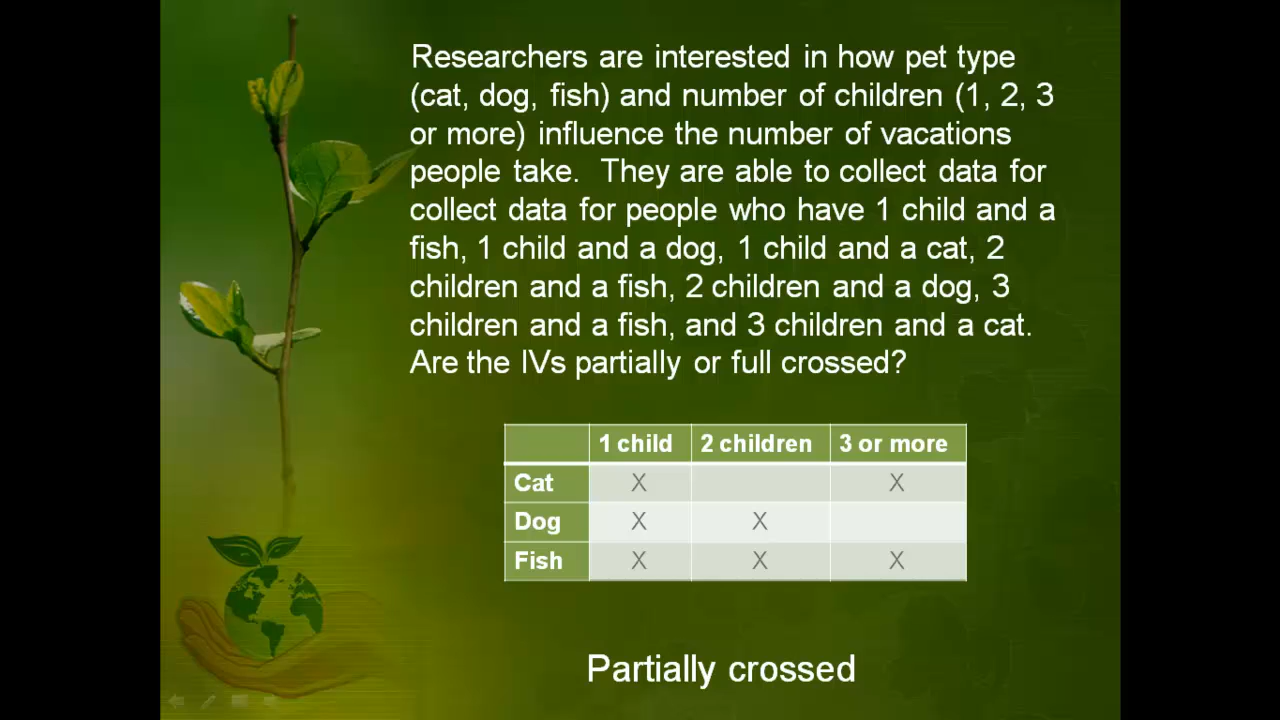 Researchers are interested in how pet type
(cat, dog, fish) and number of children (1, 2, 3
or more) influence the number of vacations
people take.  They are able to collect data for
collect data for people who have 1 child and a
fish, 1 child and a dog, 1 child and a cat, 2
children and a fish, 2 children and a dog, 3
children and a fish, and 3 children and a cat.
Are the IVs partially or full crossed?
1 child 2 children 3 or more
Cat X X
Dog X X
Fish X X X
Partially crossed